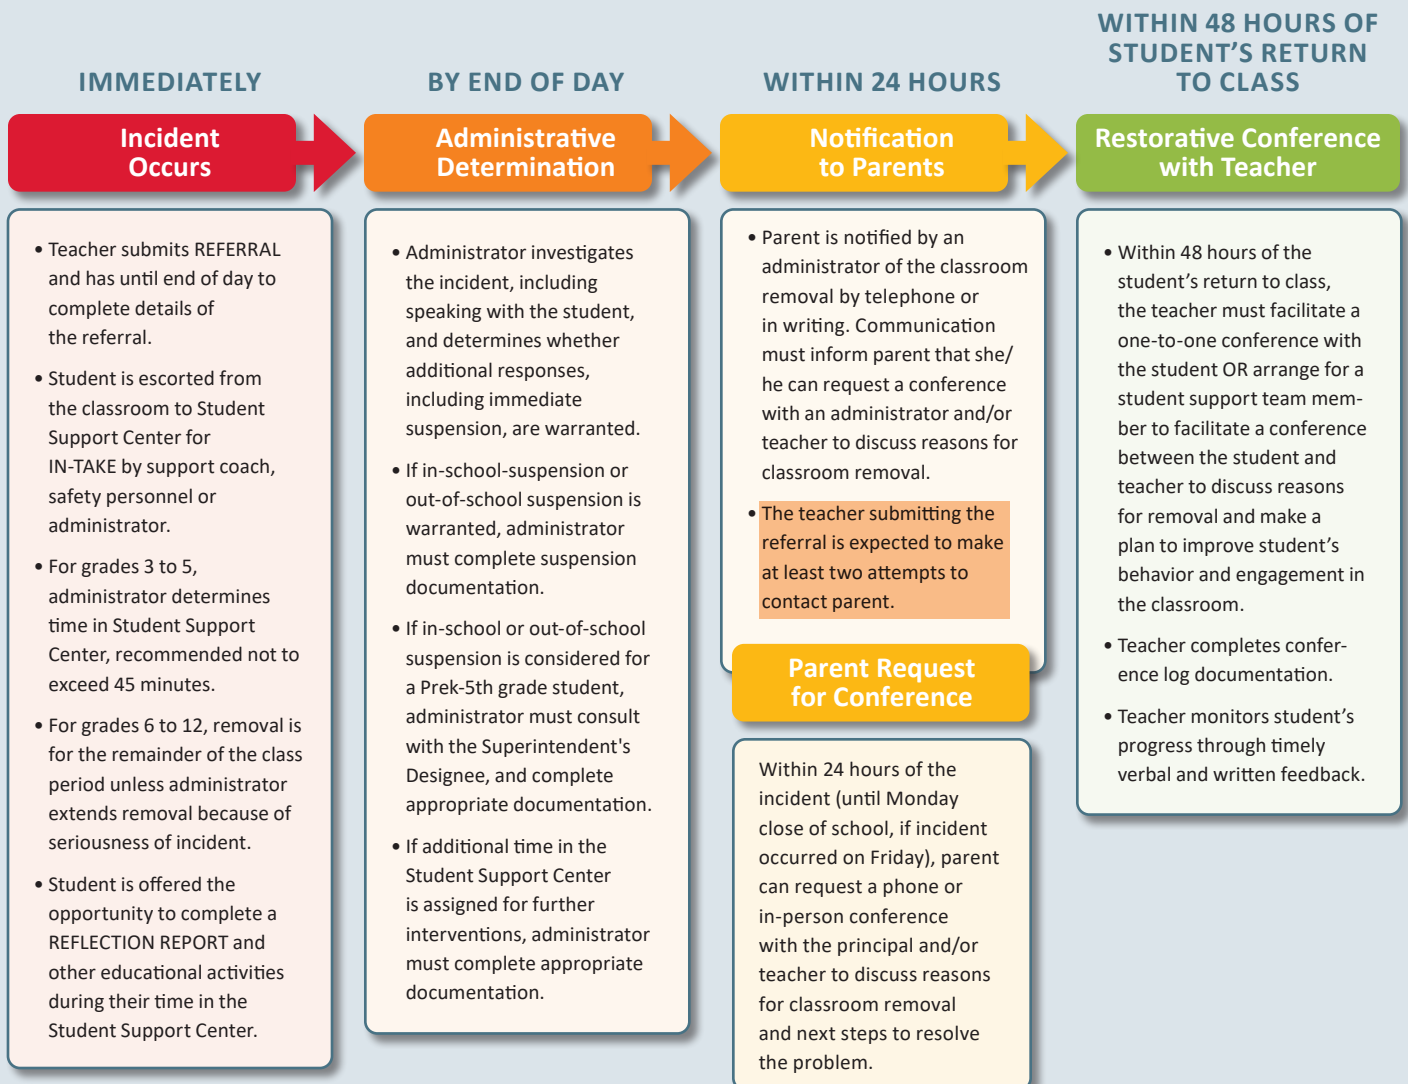 IMMEDIATELY
Incident
Occurs
• Teacher submits REFERRAL
and has until end of day to
complete details of
the referral.
• Student is escorted from
the classroom to Student
Support Center for
IN-TAKE by support coach,
safety personnel or
administrator.
• For grades 3 to 5,
administrator determines
time in Student Support
Center, recommended not to
exceed 45 minutes.
• For grades 6 to 12, removal is
for the remainder of the class
period unless administrator
extends removal because of
seriousness of incident.
• Student is offered the
opportunity to complete a
REFLECTION REPORT and
other educational activities
during their time in the
Student Support Center.
BY END OF DAY
Administrative
Determination
• Administrator investigates
the incident, including
speaking with the student,
and determines whether
additional responses,
including immediate
suspension, are warranted.
• If in-school-suspension or
out-of-school suspension is
warranted, administrator
must complete suspension
documentation.
• If in-school or out-of-school
suspension is considered for
a Prek-5th grade student,
administrator must consult
with the Superintendent's
Designee, and complete
appropriate documentation.
• If additional time in the
Student Support Center
is assigned for further
interventions, administrator
must complete appropriate
documentation.
WITHIN 24 HOURS
Notification
to Parents
• Parent is notified by an
administrator of the classroom
removal by telephone or
in writing. Communication
must inform parent that she/
he can request a conference
with an administrator and/or
teacher to discuss reasons for
classroom removal.
• The teacher submitting the
referral is expected to make
at least two attempts to
contact parent.
Parent Request
for Conference
Within 24 hours of the
incident (until Monday
close of school, if incident
occurred on Friday), parent
can request a phone or
in-person conference
with the principal and/or
teacher to discuss reasons
for classroom removal
and next steps to resolve
the problem.
WITHIN 48 HOURS OF
STUDENT’S RETURN
TO CLASS
Restorative Conference
with Teacher
• Within 48 hours of the
student’s return to class,
the teacher must facilitate a
one-to-one conference with
the student OR arrange for a
student support team mem-
ber to facilitate a conference
between the student and
teacher to discuss reasons
for removal and make a
plan to improve student’s
behavior and engagement in
the classroom.
• Teacher completes confer-
ence log documentation.
• Teacher monitors student’s
progress through timely
verbal and written feedback.